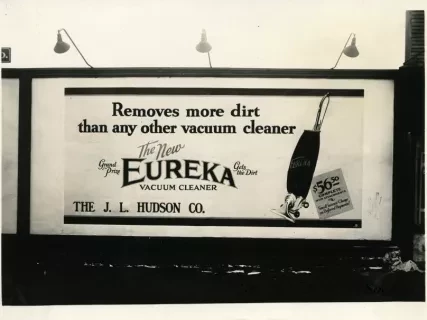 Removes more dirt
than any other vacuum cleaner
The New
Grand Prize
EUREKA
Gets the Dirt
VACUUM CLEANER
THE J. L. HUDSON CO.
$56.50